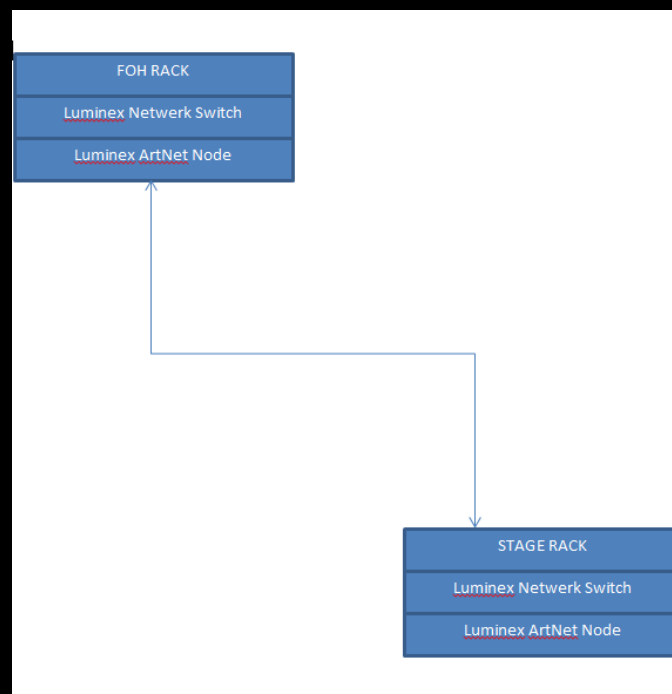 FOH RACK
Luminex Netwerk Switch
Luminex ArtNet Node
STAGE RACK
Luminex Netwerk Switch
Luminex ArtNet Node